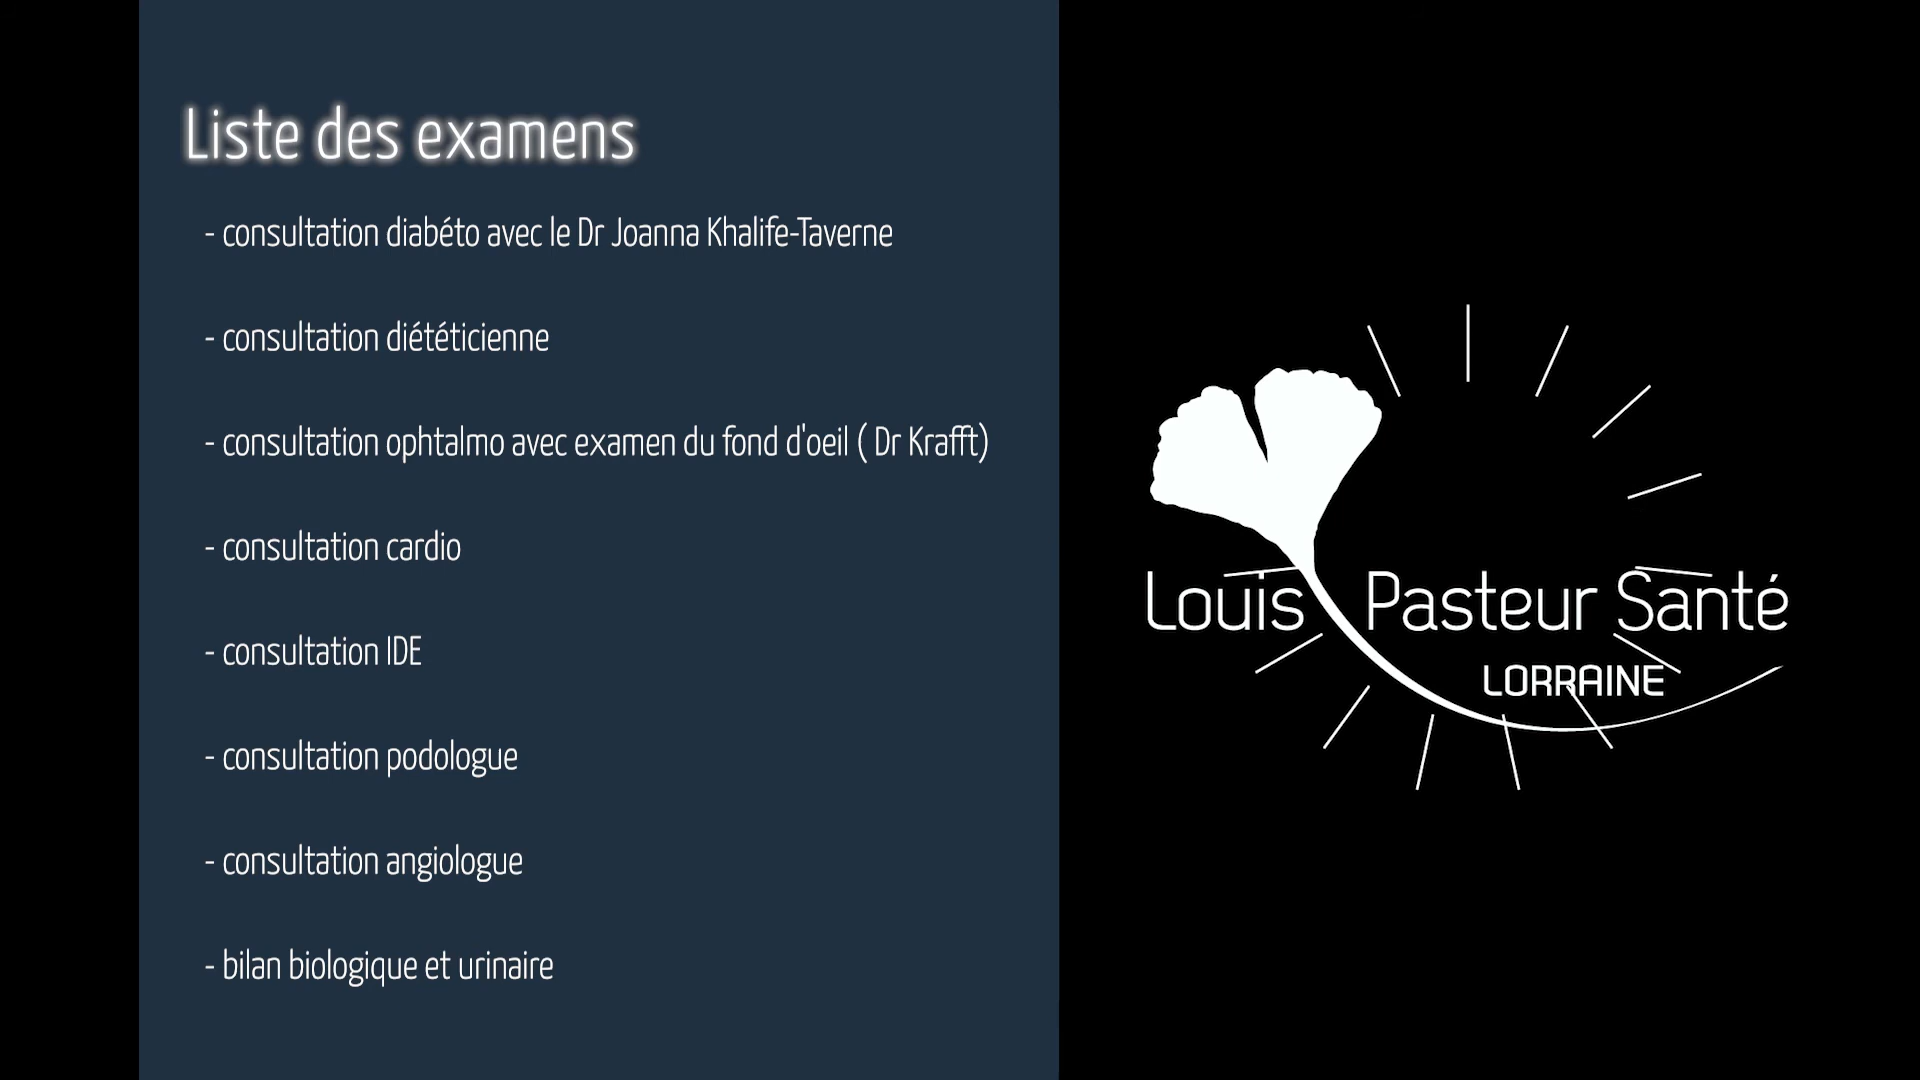 Liste des examens
- consultation diabéto avec le Dr Joanna Khalife-Taverne
- consultation diététicienne
- consultation ophtalmo avec examen du fond d'oeil ( Dr Krafft)
- consultation cardio
- consultation IDE
- consultation podologue
- consultation angiologue
- bilan biologique et urinaire
Louis Pasteur Santé
LORRAINE